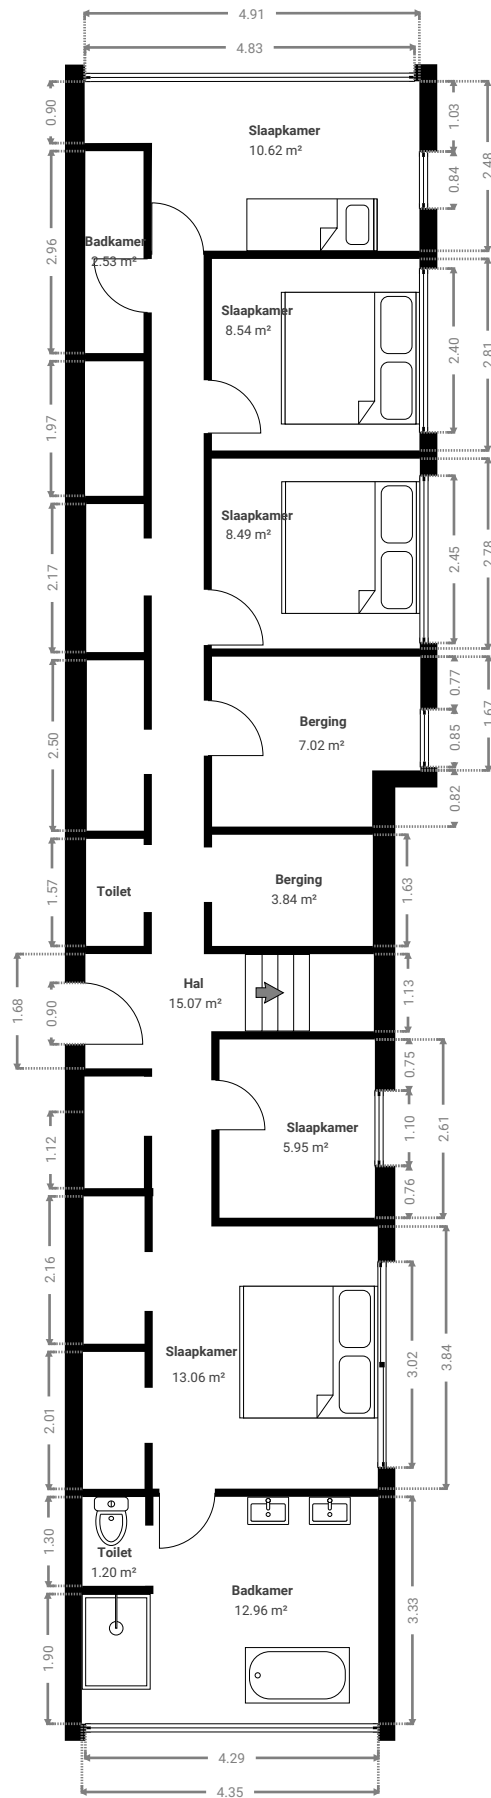 4.91
4.83
0.90
1.03
2.48
Slaapkamer
10.62 m²
0.84
Badkamer
2.53 m²
2.96
Slaapkamer
8.54 m²
2.40
2.81
1.97
Slaapkamer
8.49 m²
2.45
2.78
2.17
0.77
1.67
Berging
7.02 m²
0.85
2.50
0.82
Toilet
Berging
3.84 m²
1.57
1.63
Hal
15.07 m²
1.68
0.90
1.13
0.75
Slaapkamer
5.95 m²
1.10
2.61
1.12
0.76
2.16
Slaapkamer
13.06 m²
3.02
3.84
2.01
Toilet
1.20 m²
1.30
Badkamer
12.96 m²
3.33
1.90
4.29
4.35